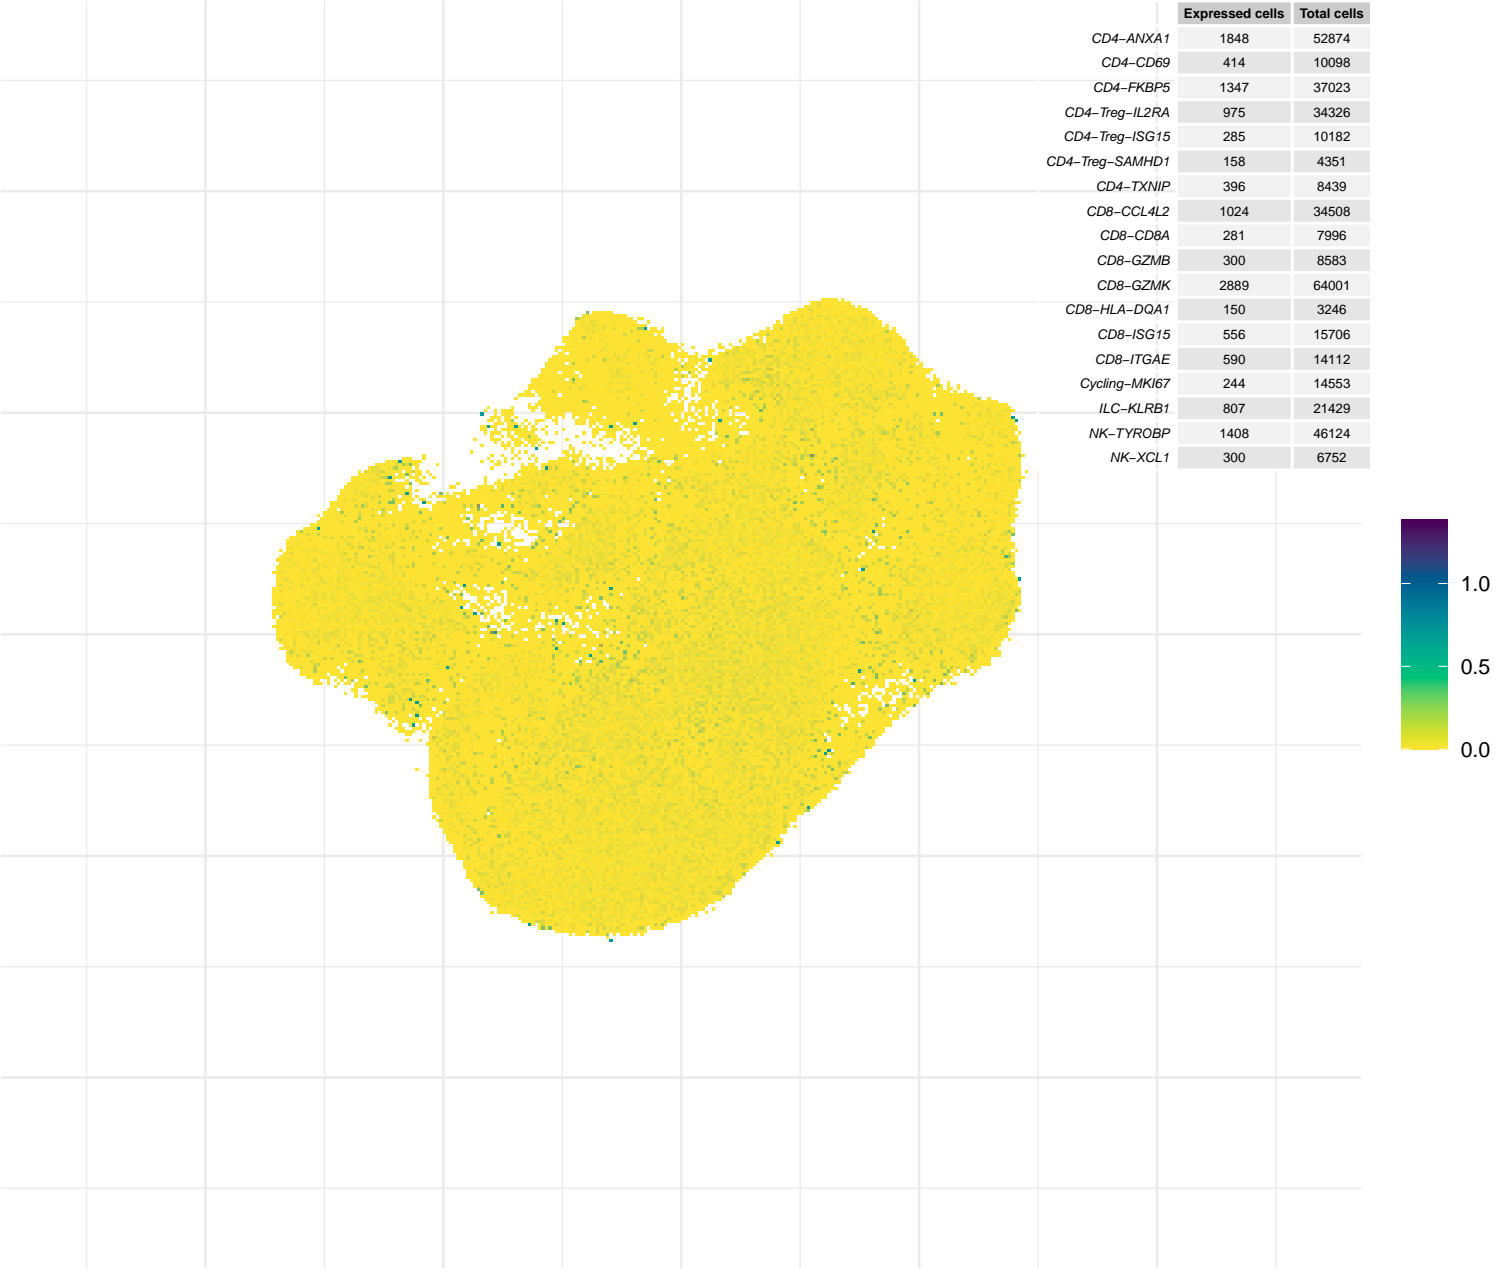 Expressed cells Total cells
CD4−ANXA1 1848 52874
CD4−CD69 414 10098
CD4−FKBP5 1347 37023
CD4−Treg−IL2RA 975 34326
CD4−Treg−ISG15 285 10182
CD4−Treg−SAMHD1 158 4351
CD4−TXNIP 396 8439
CD8−CCL4L2 1024 34508
CD8−CD8A 281 7996
CD8−GZMB 300 8583
CD8−GZMK 2889 64001
CD8−HLA−DQA1 150 3246
CD8−ISG15 556 15706
CD8−ITGAE 590 14112
Cycling−MKI67 244 14553
ILC−KLRB1 807 21429
NK−TYROBP 1408 46124
NK−XCL1 300 6752
1.0
0.5
0.0